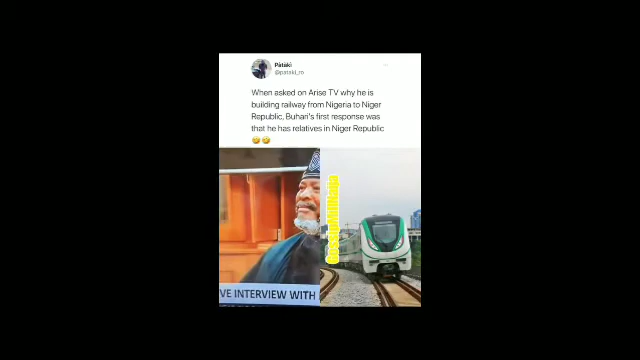 Pataki
@pataki_ro
When asked on Arise TV why he is
building railway from Nigeria to Niger
Republic, Buhari's first response was
that he has relatives in Niger Republic
🤣🤣
GossipMillNaija
VE INTERVIEW WITH